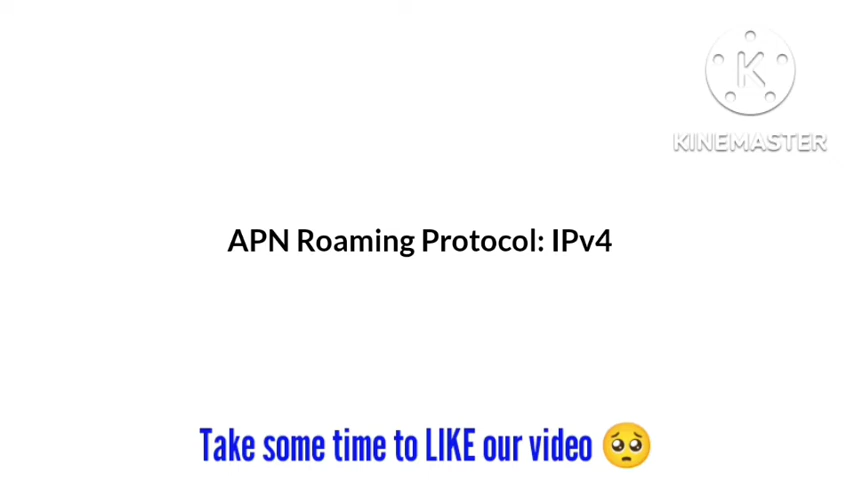 KINEMASTER
APN Roaming Protocol: IPv4
Take some time to LIKE our video 🥺